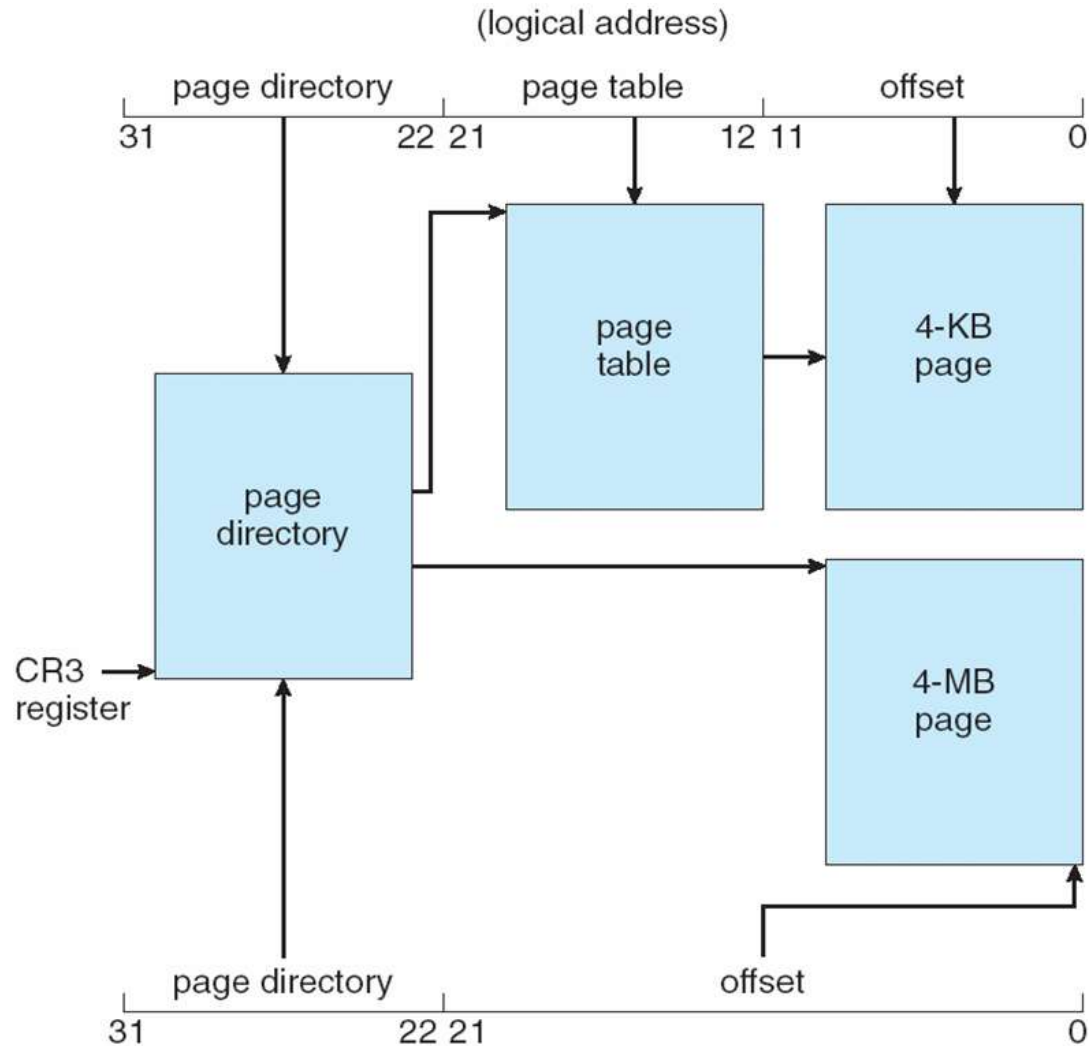 (logical address)
page directory page table offset
31 22 21 12 11 0
page
table
4-KB
page
page
directory
CR3
register
4-MB
page
page directory offset
31 22 21 0